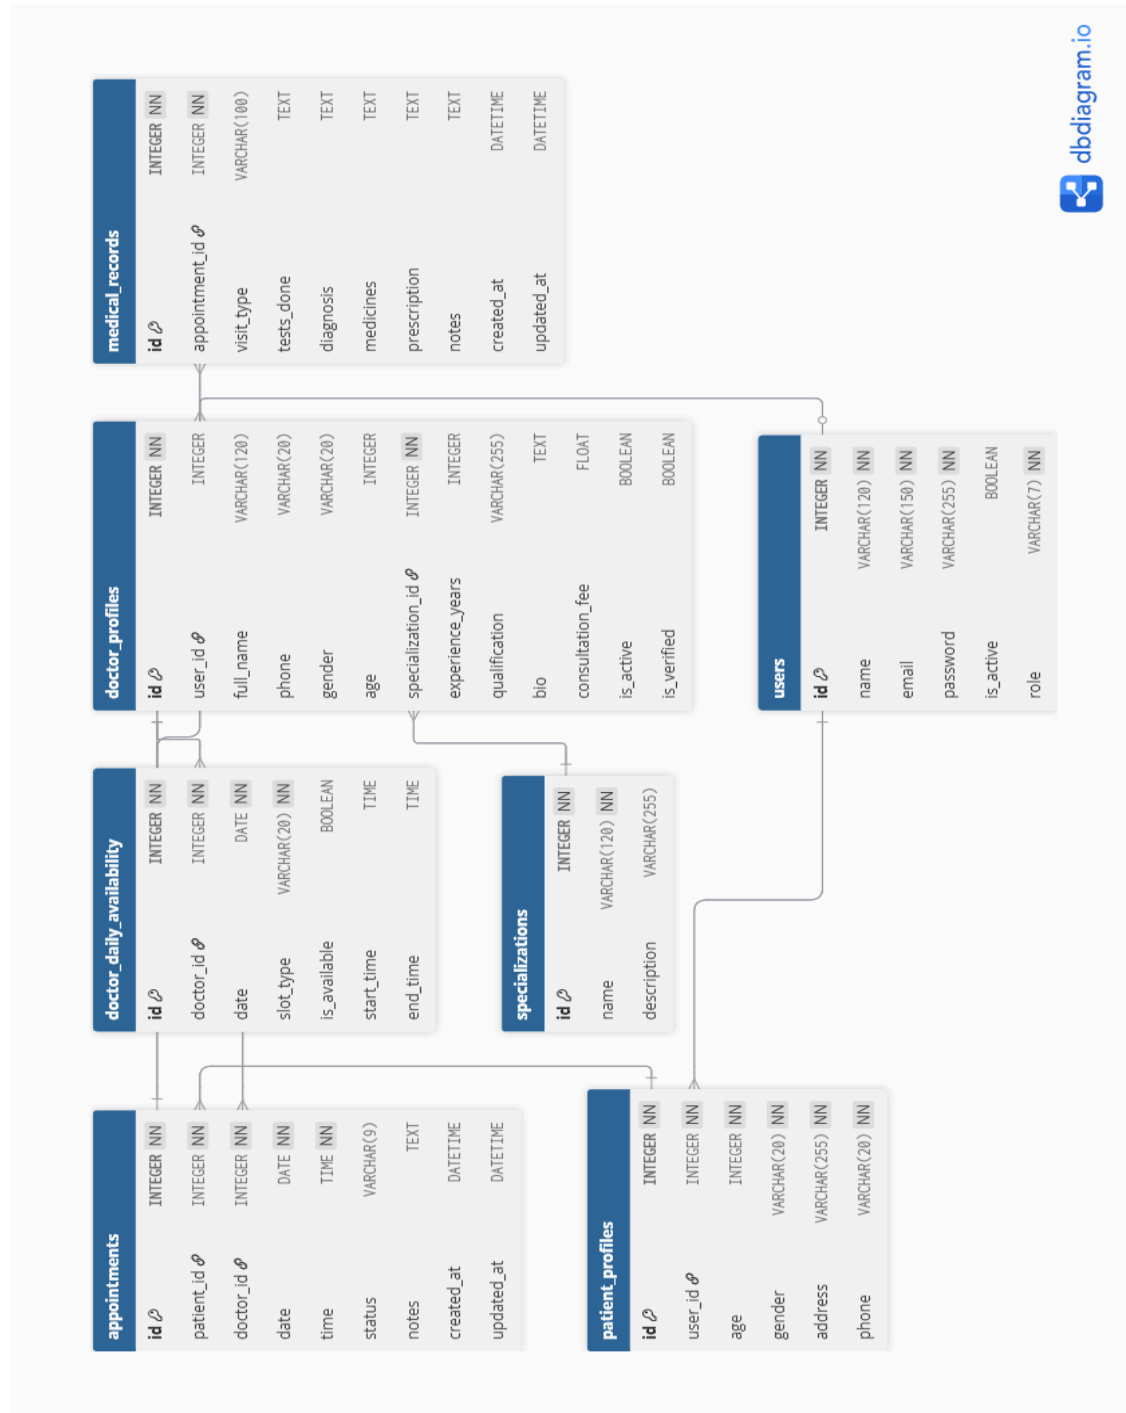 appointments
id INTEGER NN
patient_id INTEGER NN
doctor_id INTEGER NN
date DATE NN
time TIME NN
status VARCHAR(9)
notes TEXT
created_at DATETIME
updated_at DATETIME
doctor_daily_availability
id INTEGER NN
doctor_id INTEGER NN
date DATE NN
slot_type VARCHAR(20) NN
is_available BOOLEAN
start_time TIME
end_time TIME
doctor_profiles
id INTEGER NN
user_id INTEGER
full_name VARCHAR(120)
phone VARCHAR(20)
gender VARCHAR(20)
age INTEGER
specialization_id INTEGER NN
experience_years INTEGER
qualification VARCHAR(255)
bio TEXT
consultation_fee FLOAT
is_active BOOLEAN
is_verified BOOLEAN
medical_records
id INTEGER NN
appointment_id INTEGER NN
visit_type VARCHAR(100)
tests_done TEXT
diagnosis TEXT
medicines TEXT
prescription TEXT
notes TEXT
created_at DATETIME
updated_at DATETIME
specializations
id INTEGER NN
name VARCHAR(120) NN
description VARCHAR(255)
patient_profiles
id INTEGER NN
user_id INTEGER NN
age INTEGER NN
gender VARCHAR(20) NN
address VARCHAR(255) NN
phone VARCHAR(20) NN
users
id INTEGER NN
name VARCHAR(120) NN
email VARCHAR(150) NN
password VARCHAR(255) NN
is_active BOOLEAN
role VARCHAR(7) NN
dbdiagram.io